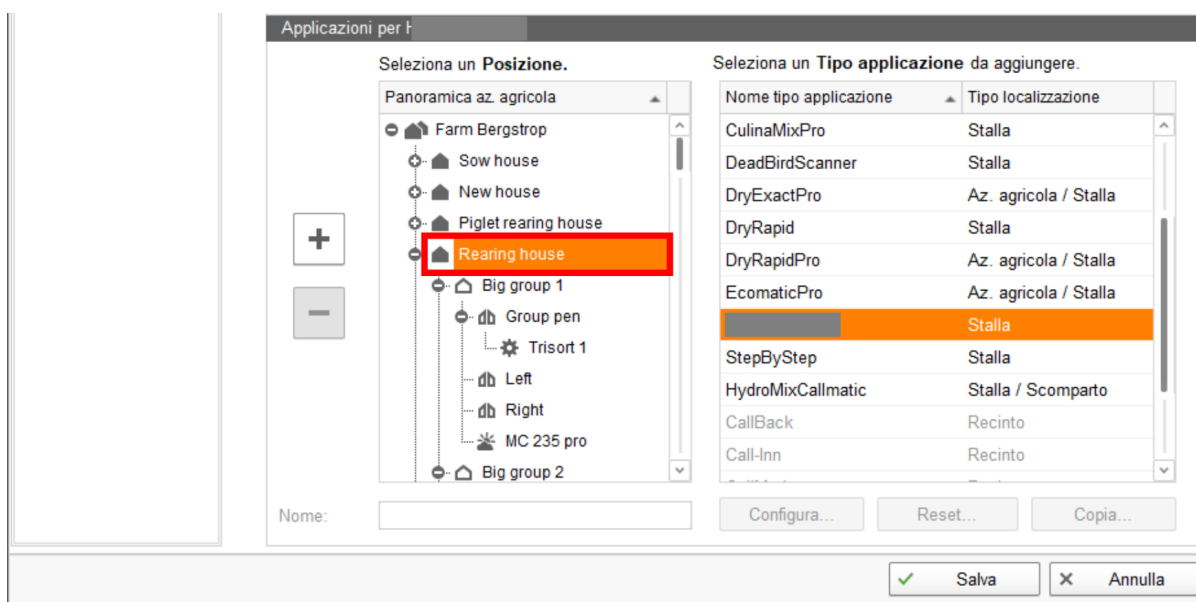 Applicazioni per H
Seleziona un Posizione.
Panoramica az. agricola
Farm Bergstrop
Sow house
New house
Piglet rearing house
Rearing house
Big group 1
Group pen
Trisort 1
Left
Right
MC 235 pro
Big group 2
Seleziona un Tipo applicazione da aggiungere.
Nome tipo applicazione Tipo localizzazione
CulinaMixPro Stalla
DeadBirdScanner Stalla
DryExactPro Az. agricola / Stalla
DryRapid Stalla
DryRapidPro Az. agricola / Stalla
EcomaticPro Az. agricola / Stalla
Stalla
StepByStep Stalla
HydroMixCallmatic Stalla / Scomparto
CallBack Recinto
Call-Inn Recinto
Nome:
Configura... Reset... Copia...
Salva Annulla